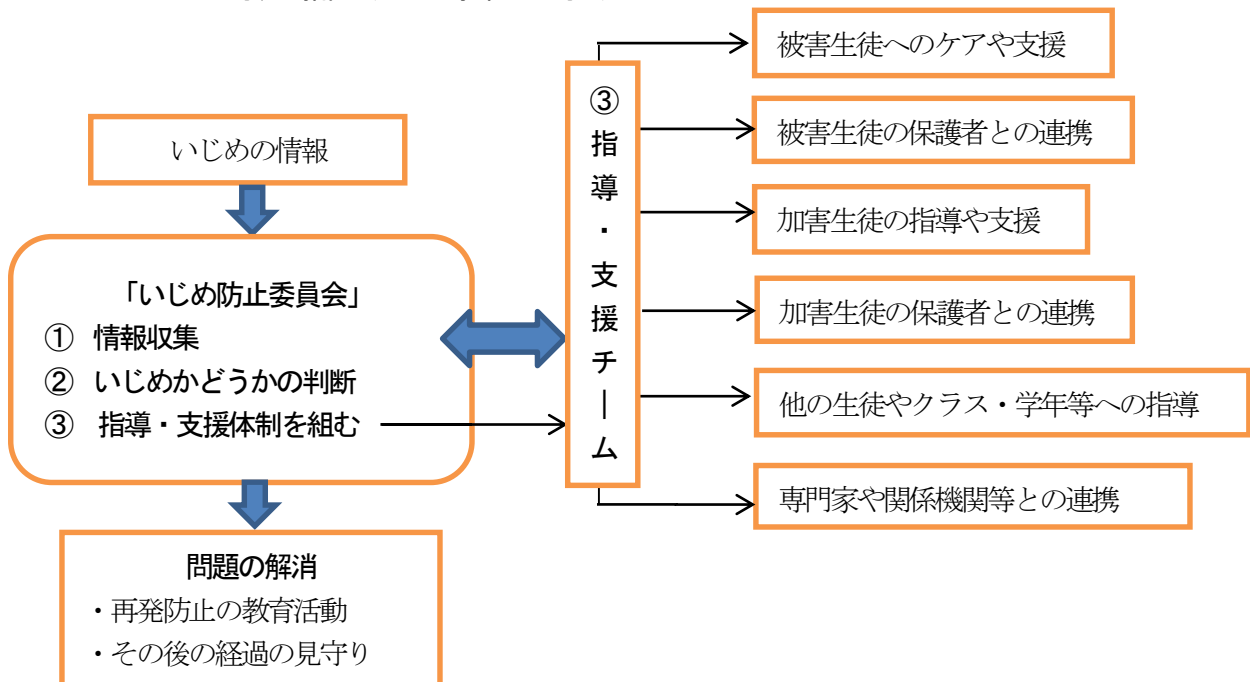 いじめの情報
「いじめ防止委員会」
① 情報収集
② いじめかどうかの判断
③ 指導・支援体制を組む
問題の解消
・再発防止の教育活動
・その後の経過の見守り
③指導・支援チーム
被害生徒へのケアや支援
被害生徒の保護者との連携
加害生徒の指導や支援
加害生徒の保護者との連携
他の生徒やクラス・学年等への指導
専門家や関係機関等との連携